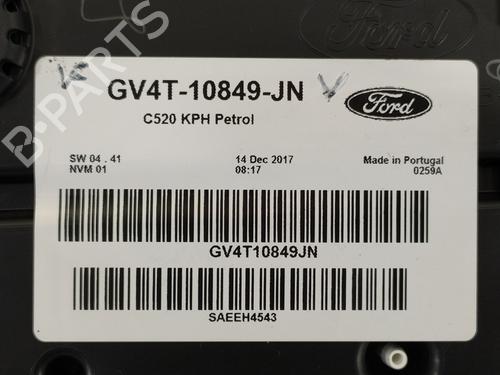 Ford
GV4T-10849-JN
Ford
C520 KPH Petrol
SW 04 . 41 14 Dec 2017 Made in Portugal
NVM 01 08:17 0259A
GV4T10849JN
SAEEH4543
B-PARTS